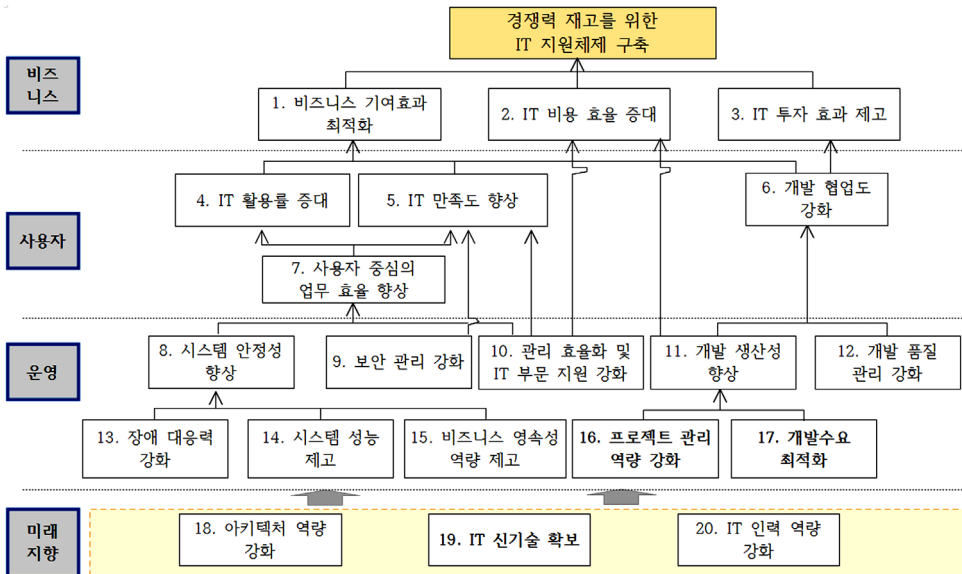 경쟁력 재고를 위한
IT 지원체제 구축
비즈
니스
1. 비즈니스 기여효과
최적화
2. IT 비용 효율 증대
3. IT 투자 효과 제고
4. IT 활용률 증대
5. IT 만족도 향상
6. 개발 협업도
강화
사용자
7. 사용자 중심의
업무 효율 향상
운영
8. 시스템 안정성
향상
9. 보안 관리 강화
10. 관리 효율화 및
IT 부문 지원 강화
11. 개발 생산성
향상
12. 개발 품질
관리 강화
13. 장애 대응력
강화
14. 시스템 성능
제고
15. 비즈니스 영속성
역량 제고
16. 프로젝트 관리
역량 강화
17. 개발수요
최적화
미래
지향
18. 아키텍처 역량
강화
19. IT 신기술 확보
20. IT 인력 역량
강화